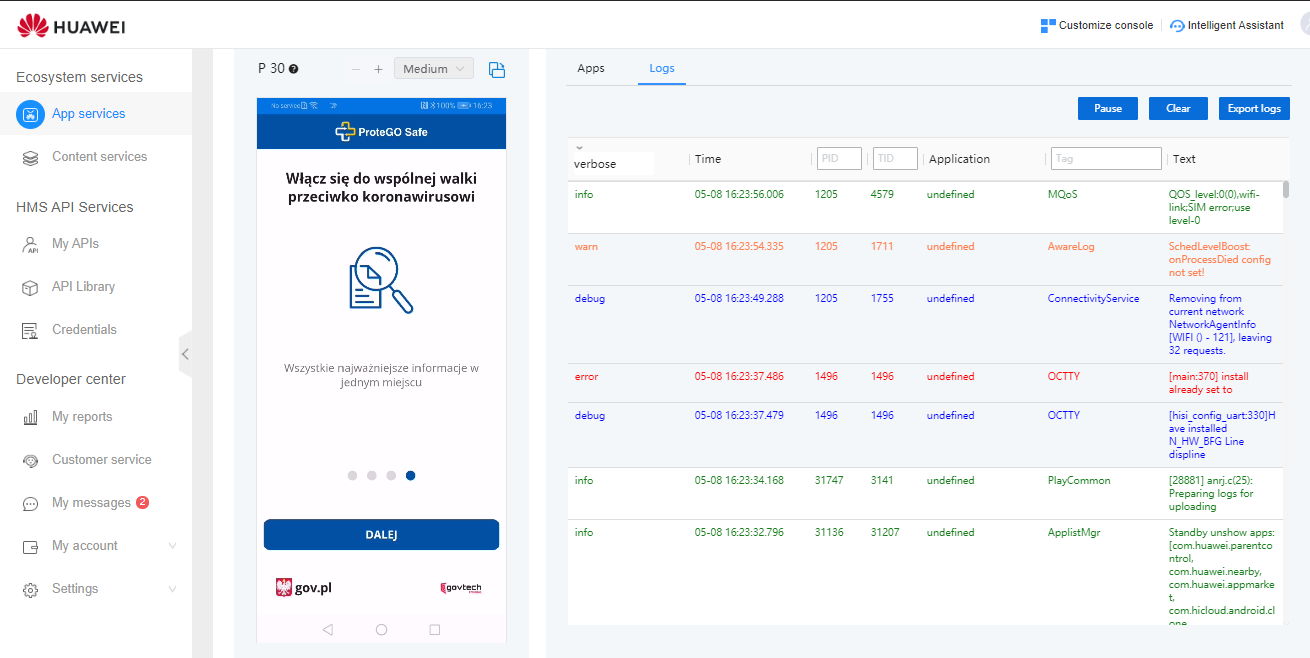 HUAWEI
Customize console
Intelligent Assistant
Ecosystem services
App services
Content services
HMS API Services
My APIs
API Library
Credentials
Developer center
My reports
Customer service
My messages 2
My account
Settings
P 30 ?
− + Medium
No service 100% 16:23
ProteGO Safe
Włącz się do wspólnej walki
przeciwko koronawirusowi
Wszystkie najważniejsze informacje w
jednym miejscu
DALEJ
gov.pl
govtech
Apps Logs
Pause Clear Export logs
verbose Time PID TID Application Tag Text
info 05-08 16:23:56.006 1205 4579 undefined MQoS QOS_level:0(0),wifi-
link;SIM error;use
level-0
warn 05-08 16:23:54.335 1205 1711 undefined AwareLog SchedLevelBoost:
onProcessDied config
not set!
debug 05-08 16:23:49.288 1205 1755 undefined ConnectivityService Removing from
current network
NetworkAgentInfo
[WIFI () - 121], leaving
32 requests.
error 05-08 16:23:37.486 1496 1496 undefined OCTTY [main:370] install
already set to
debug 05-08 16:23:37.479 1496 1496 undefined OCTTY [hisi_config_uart:330]H
ave installed
N_HW_BFG Line
displine
info 05-08 16:23:34.168 31747 3141 undefined PlayCommon [28881] anrj.c(25):
Preparing logs for
uploading
info 05-08 16:23:32.796 31136 31207 undefined ApplistMgr Standby unshow apps:
[com.huawei.parentco
ntrol,
com.huawei.nearby,
com.huawei.appmarke
t,
com.hicloud.android.cl
one,